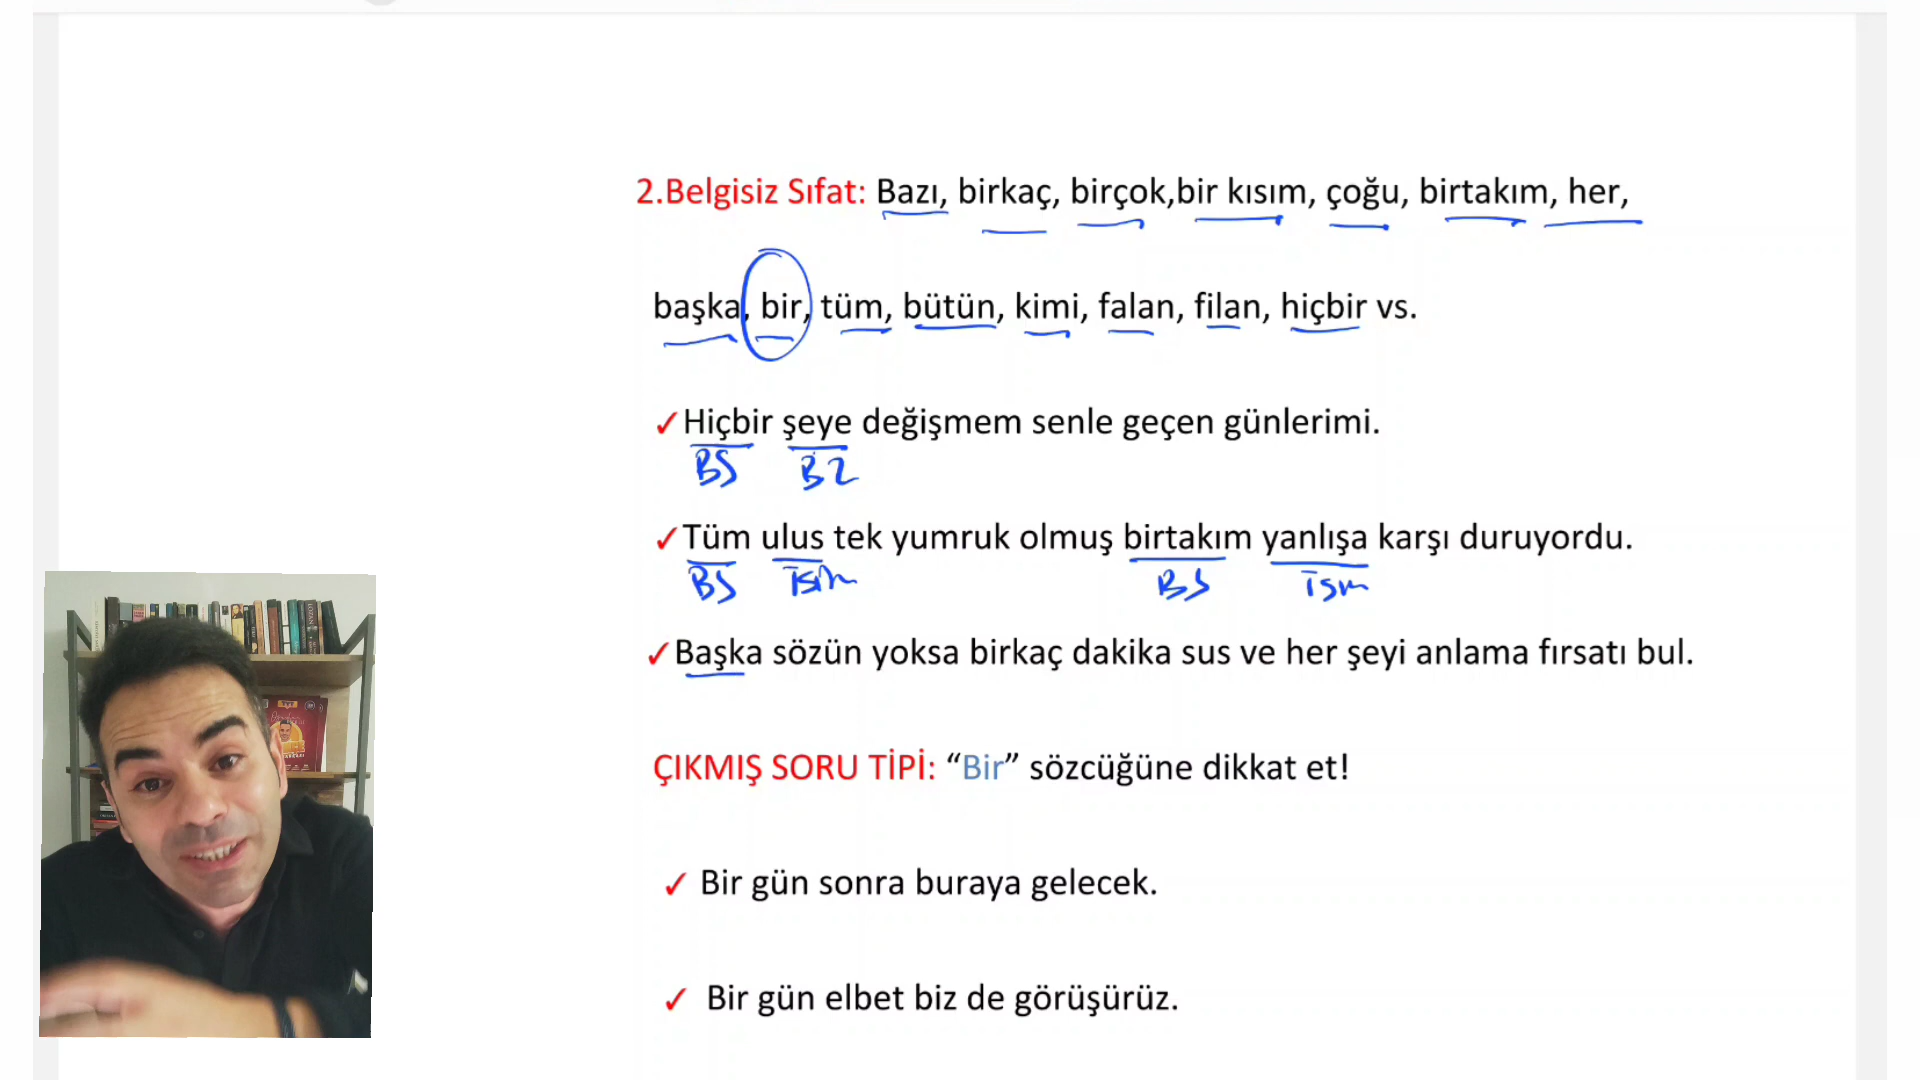 2.Belgisiz Sıfat: Bazı, birkaç, birçok,bir kısım, çoğu, birtakım, her,
başka, bir, tüm, bütün, kimi, falan, filan, hiçbir vs.
✓Hiçbir şeye değişmem senle geçen günlerimi.
BS BZ
✓Tüm ulus tek yumruk olmuş birtakım yanlışa karşı duruyordu.
BS isim BS ism
✓Başka sözün yoksa birkaç dakika sus ve her şeyi anlama fırsatı bul.
ÇIKMIŞ SORU TİPİ: “Bir” sözcüğüne dikkat et!
✓ Bir gün sonra buraya gelecek.
✓ Bir gün elbet biz de görüşürüz.